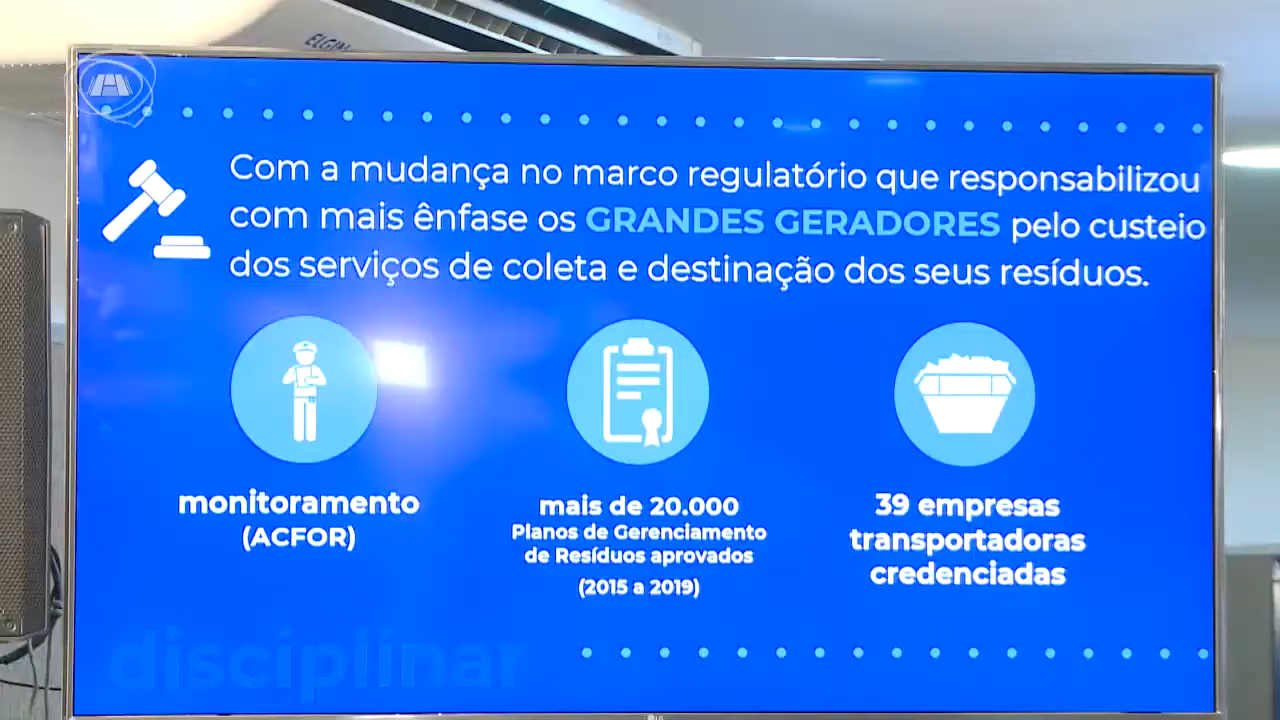 ELGIN
Com a mudança no marco regulatório que responsabilizou
com mais ênfase os GRANDES GERADORES pelo custeio
dos serviços de coleta e destinação dos seus resíduos.
monitoramento
(ACFOR)
mais de 20.000
Planos de Gerenciamento
de Resíduos aprovados
(2015 a 2019)
39 empresas
transportadoras
credenciadas
disciplinar
LG